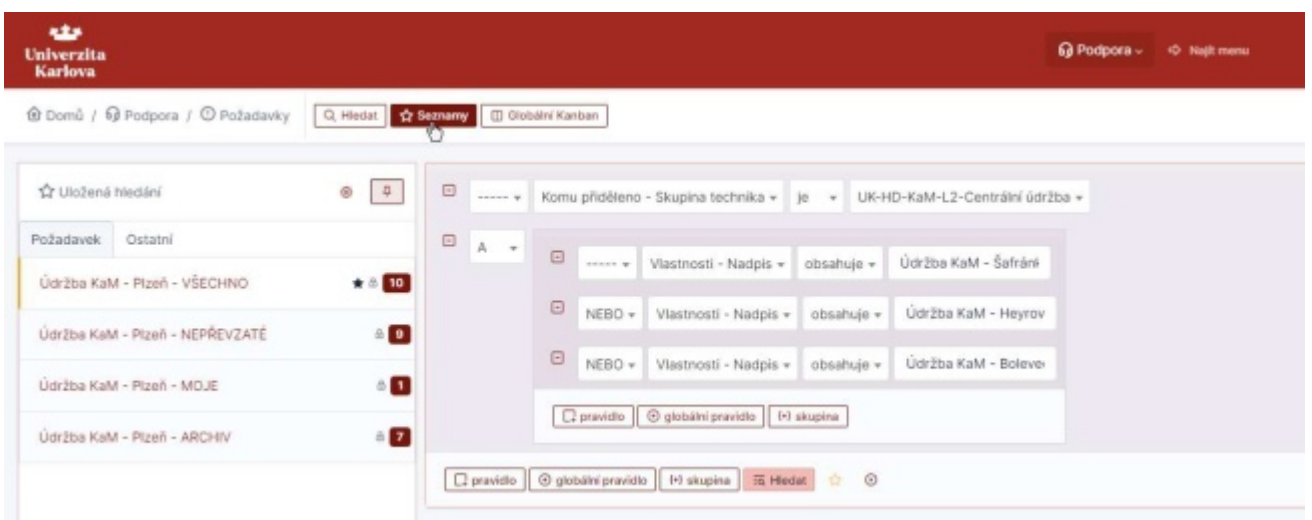 Univerzita
Karlova
Podpora
Najít menu
Domů / Podpora / Požadavky
Hledat
Seznamy
Globální Kanban
Uložená hledání
Požadavek Ostatní
Údržba KaM - Plzeň - VŠECHNO 10
Údržba KaM - Plzeň - NEPŘEVZATÉ 9
Údržba KaM - Plzeň - MOJE 1
Údržba KaM - Plzeň - ARCHIV 7
----- Komu přiděleno - Skupina technika je UK-HD-KaM-L2-Centrální údržba
A
----- Vlastnosti - Nadpis obsahuje Údržba KaM - Šafránk
NEBO Vlastnosti - Nadpis obsahuje Údržba KaM - Heyrov
NEBO Vlastnosti - Nadpis obsahuje Údržba KaM - Boleve
pravidlo globální pravidlo (+) skupina
pravidlo globální pravidlo (+) skupina Hledat